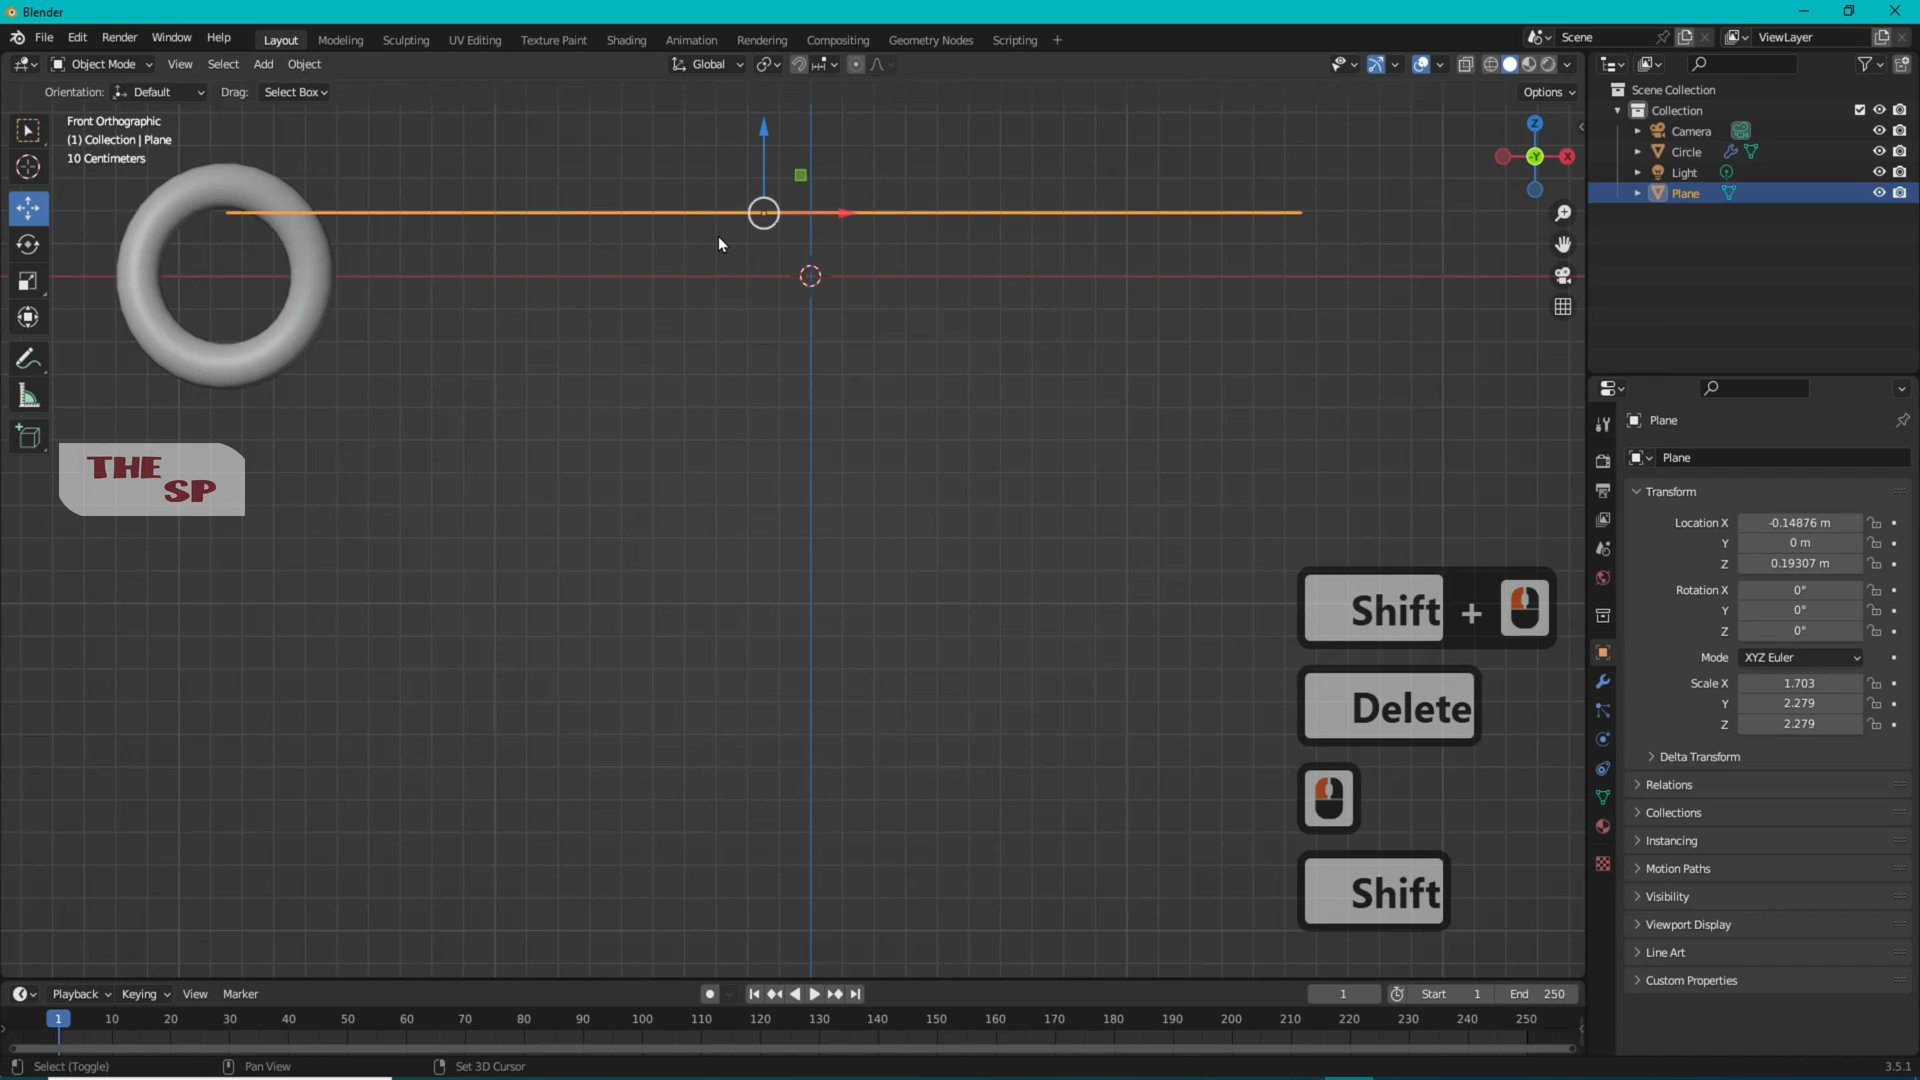 Blender
File Edit Render Window Help
Layout Modeling Sculpting UV Editing Texture Paint Shading Animation Rendering Compositing Geometry Nodes Scripting +
Scene
ViewLayer
Object Mode View Select Add Object
Global
Orientation: Default Drag: Select Box
Options
Front Orthographic
(1) Collection | Plane
10 Centimeters
Z
-Y
X
THE
SP
Shift +
Delete
Shift
Scene Collection
Collection
Camera
Circle
Light
Plane
Plane
Plane
Transform
Location X -0.14876 m
Y 0 m
Z 0.19307 m
Rotation X 0°
Y 0°
Z 0°
Mode XYZ Euler
Scale X 1.703
Y 2.279
Z 2.279
Delta Transform
Relations
Collections
Instancing
Motion Paths
Visibility
Viewport Display
Line Art
Custom Properties
Playback Keying View Marker
1 Start 1 End 250
1 10 20 30 40 50 60 70 80 90 100 110 120 130 140 150 160 170 180 190 200 210 220 230 240 250
Select (Toggle) Pan View Set 3D Cursor
3.5.1